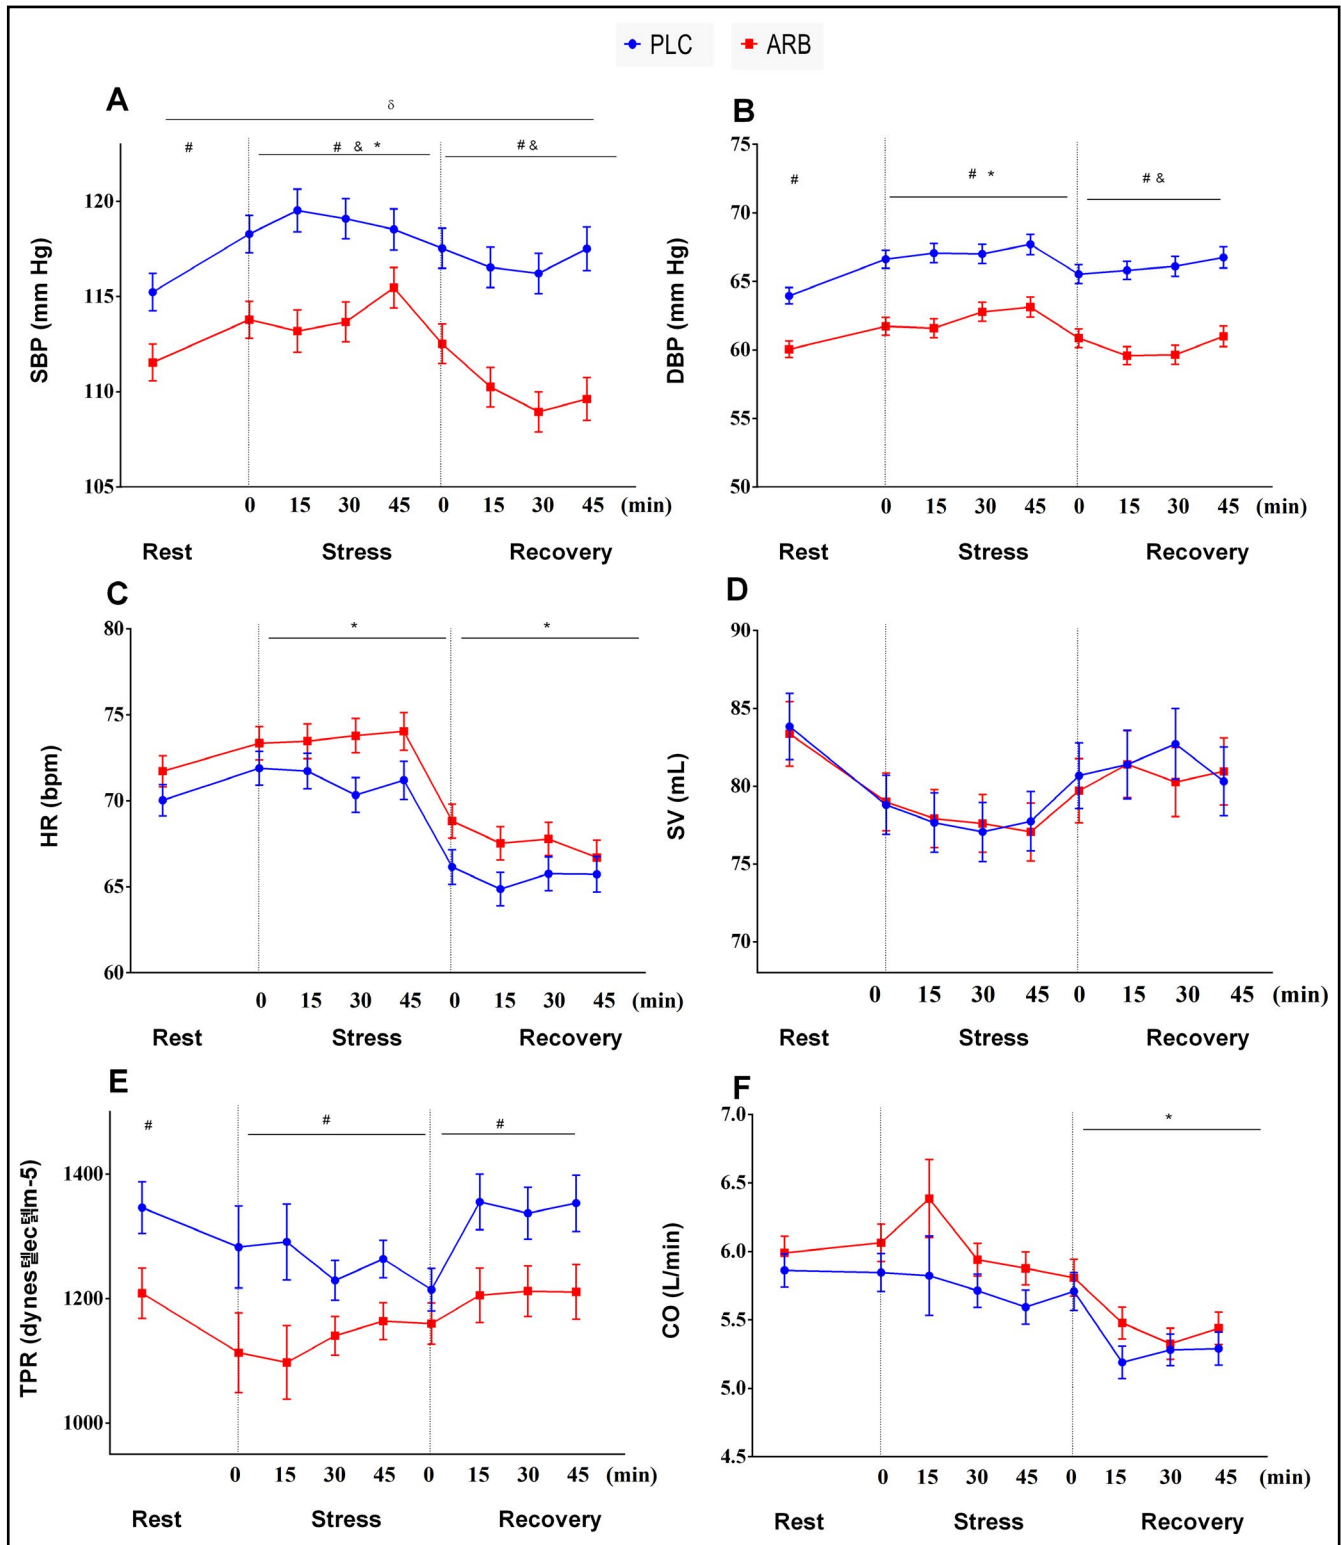 PLC ARB
A
δ
# # & * # &
120
115
110
105
SBP (mm Hg)
0 15 30 45 0 15 30 45 (min)
Rest Stress Recovery
B
# # * # &
75
70
65
60
55
50
DBP (mm Hg)
0 15 30 45 0 15 30 45 (min)
Rest Stress Recovery
C
* *
80
75
70
65
60
HR (bpm)
0 15 30 45 0 15 30 45 (min)
Rest Stress Recovery
D
90
85
80
75
70
SV (mL)
0 15 30 45 0 15 30 45 (min)
Rest Stress Recovery
E
# # #
1400
1200
1000
TPR (dynes ec m-5)
0 15 30 45 0 15 30 45 (min)
Rest Stress Recovery
F
*
7.0
6.5
6.0
5.5
5.0
4.5
CO (L/min)
0 15 30 45 0 15 30 45 (min)
Rest Stress Recovery